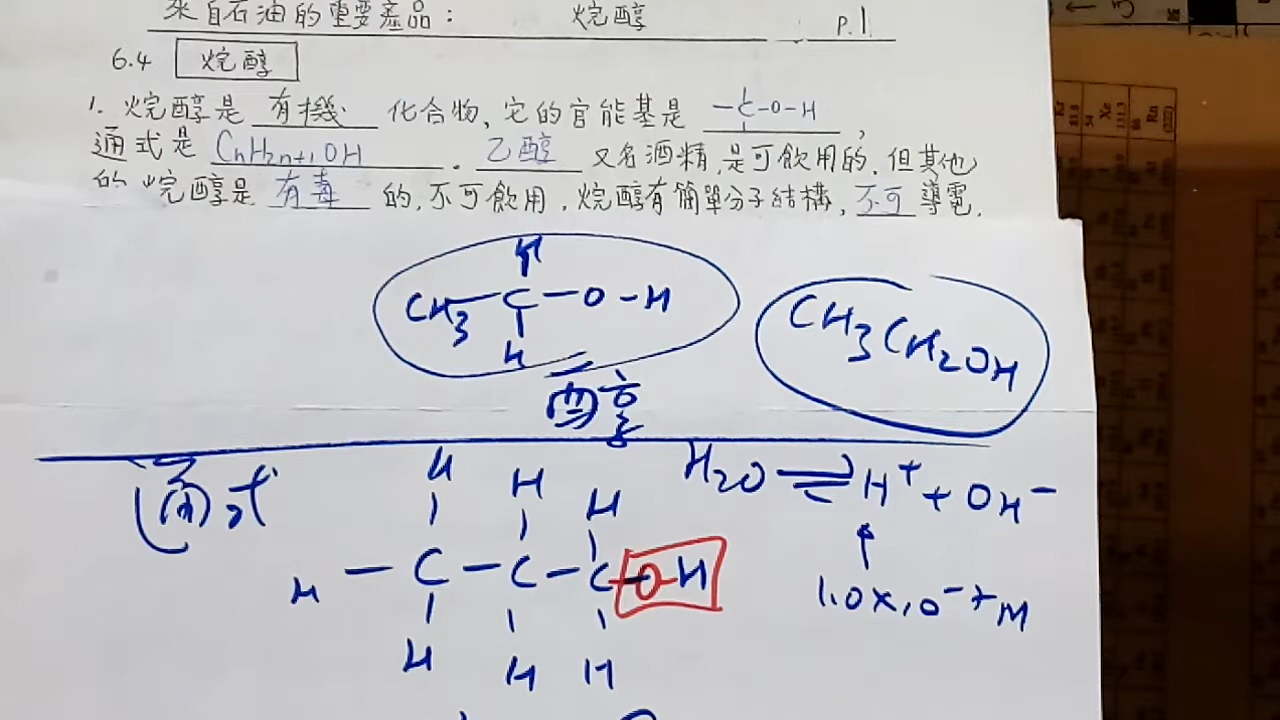 來自石油的重要產品： 烷醇 P.1
6.4 烷醇
1. 烷醇是 有機 化合物、它的官能基是 -C-O-H ，
通式是 CnH2n+1OH . 乙醇 又名酒精,是可飲用的.但其他
的烷醇是 有毒 的,不可飲用.烷醇有簡單分子結構, 不可 導電.
H
CH3-C-O-H CH3CH2OH
H
醇
通式 H H H H2O ⇌ H+ + OH-
H-C-C-C-O-H
1.0x10-7M
H H H